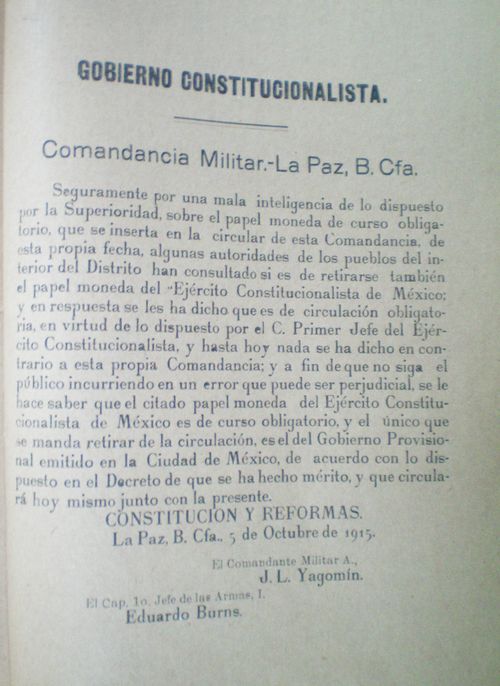 GOBIERNO CONSTITUCIONALISTA.
Comandancia Militar.-La Paz, B. Cfa.
Seguramente por una mala inteligencia de lo dispuesto
por la Superioridad, sobre el papel moneda de curso obliga-
torio, que se inserta en la circular de esta Comandancia, de
esta propia fecha, algunas autoridades de los pueblos del in-
terior del Distrito han consultado si es de retirarse también
el papel moneda del "Ejército Constitucionalista de México;
y en respuesta se les ha dicho que es de circulación obligato-
ria, en virtud de lo dispuesto por el C. Primer Jefe del Ejér-
cito Constitucionalista, y hasta hoy nada se ha dicho en con-
trario a esta propia Comandancia; y a fin de que no siga el
público incurriendo en un error que puede ser perjudicial, se le
hace saber que el citado papel moneda del Ejército Constitu-
cionalista de México es de curso obligatorio, y el único que
se manda retirar de la circulación, es el del Gobierno Provisio-
nal emitido en la Ciudad de México, de acuerdo con lo dis-
puesto en el Decreto de que se ha hecho mérito, y que circula-
rá hoy mismo junto con la presente.
CONSTITUCION Y REFORMAS.
La Paz, B. Cfa., 5 de Octubre de 1915.
El Comandante Militar A.,
J. L. Yagomín.
El Cap. 1o. Jefe de las Armas, I.
Eduardo Burns.